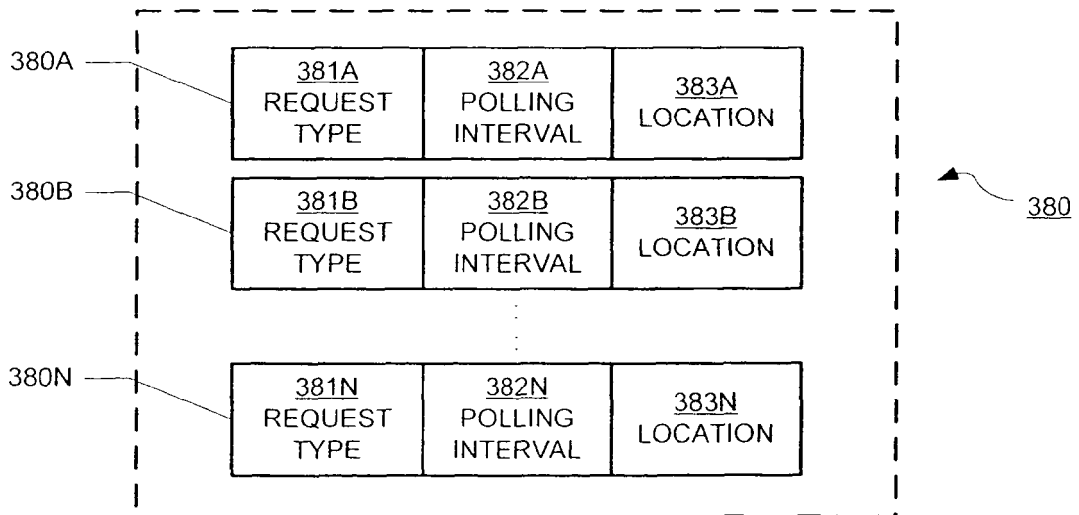 380A
381A
REQUEST
TYPE
382A
POLLING
INTERVAL
383A
LOCATION
380B
381B
REQUEST
TYPE
382B
POLLING
INTERVAL
383B
LOCATION
380
380N
381N
REQUEST
TYPE
382N
POLLING
INTERVAL
383N
LOCATION